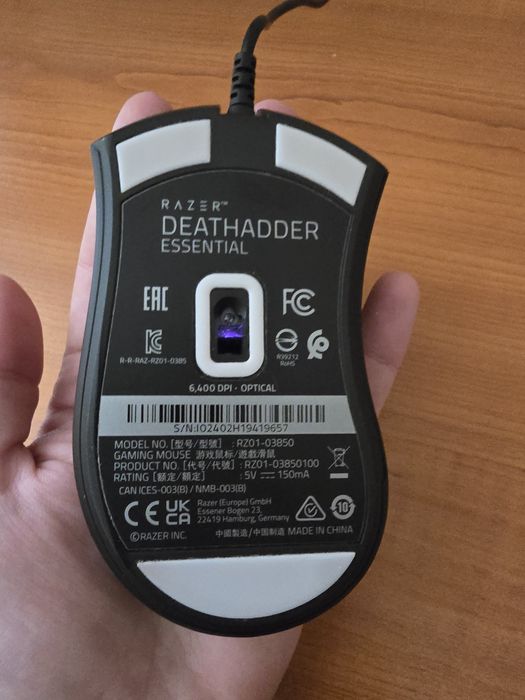 RAZER™
DEATHADDER
ESSENTIAL
EAC
FC
R-R-RAZ-RZ01-0385
R39212
RoHS
6,400 DPI · OPTICAL
S/N:IO2402H19419657
MODEL NO. [型号/型號] : RZ01-03850
GAMING MOUSE 游戏鼠标/遊戲滑鼠
PRODUCT NO. [代号/代號] : RZ01-03850100
RATING [额定/額定] : 5V ⎓ 150mA
CAN ICES-003(B) / NMB-003(B)
CE UK CA
Razer (Europe) GmbH
Essener Bogen 23,
22419 Hamburg, Germany
10
©RAZER INC.
中國製造/中国制造 MADE IN CHINA